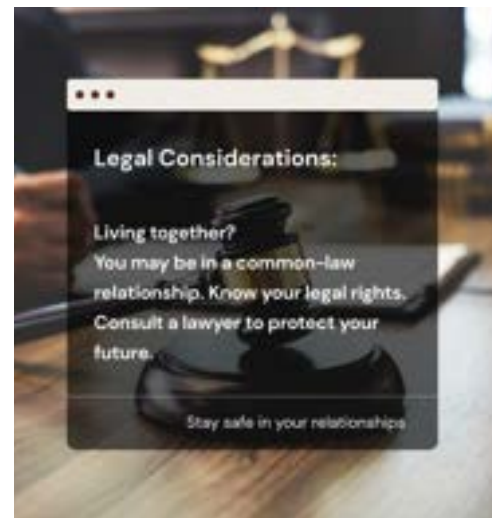 Legal Considerations:
Living together?
You may be in a common-law
relationship. Know your legal rights.
Consult a lawyer to protect your
future.
Stay safe in your relationships